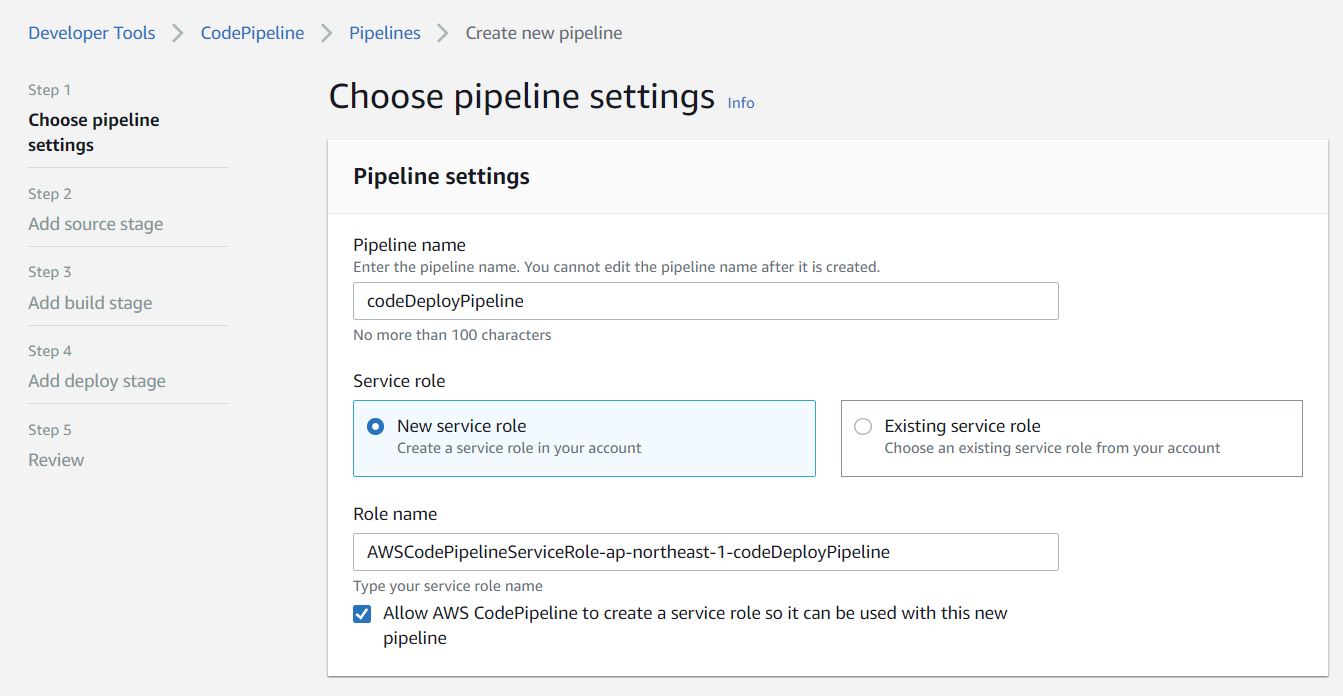 Developer Tools > CodePipeline > Pipelines > Create new pipeline
Step 1
Choose pipeline
settings
Step 2
Add source stage
Step 3
Add build stage
Step 4
Add deploy stage
Step 5
Review
Choose pipeline settings Info
Pipeline settings
Pipeline name
Enter the pipeline name. You cannot edit the pipeline name after it is created.
codeDeployPipeline
No more than 100 characters
Service role
New service role
Create a service role in your account
Existing service role
Choose an existing service role from your account
Role name
AWSCodePipelineServiceRole-ap-northeast-1-codeDeployPipeline
Type your service role name
Allow AWS CodePipeline to create a service role so it can be used with this new
pipeline